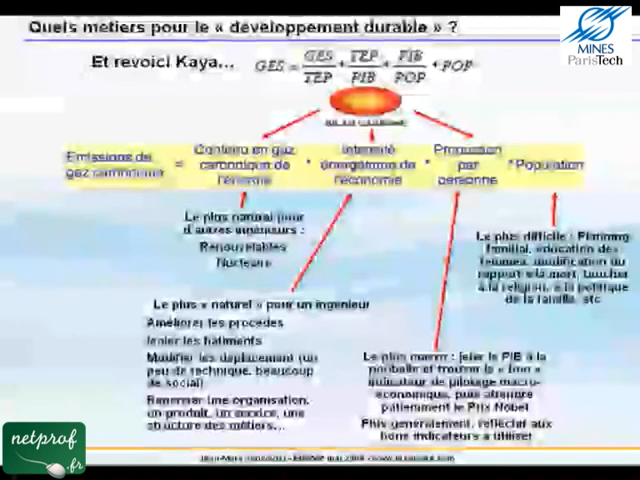 Quels métiers pour le « développement durable » ?
MINES
ParisTech
Et revoici Kaya...
GES = GES/TEP * TEP/PIB * PIB/POP * POP
Emissions de gaz carbonique
=
Contenu en gaz carbonique de l'énergie
*
Intensité énergétique de l'économie
*
Production par personne
*
Population
Le plus naturel pour
d'autres ingénieurs :
Renouvelables
Nucléaire
Le plus difficile : Planning
familial, éducation des
femmes, modification du
rapport à la mort, toucher
à la religion, à la politique
de la famille, etc
Le plus « naturel » pour un ingénieur
Améliorer les procédés
Isoler les bâtiments
Modifier les déplacement (un
peu de technique, beaucoup
de social)
Repenser une organisation,
un produit, un service, une
structure des métiers...
Le plus marrant : jeter le PIB à la
poubelle et trouver le « bon »
indicateur de pilotage macro-
économique, puis attendre
patiemment le Prix Nobel
Plus généralement, réfléchir aux
bons indicateurs à utiliser
netprof
.fr